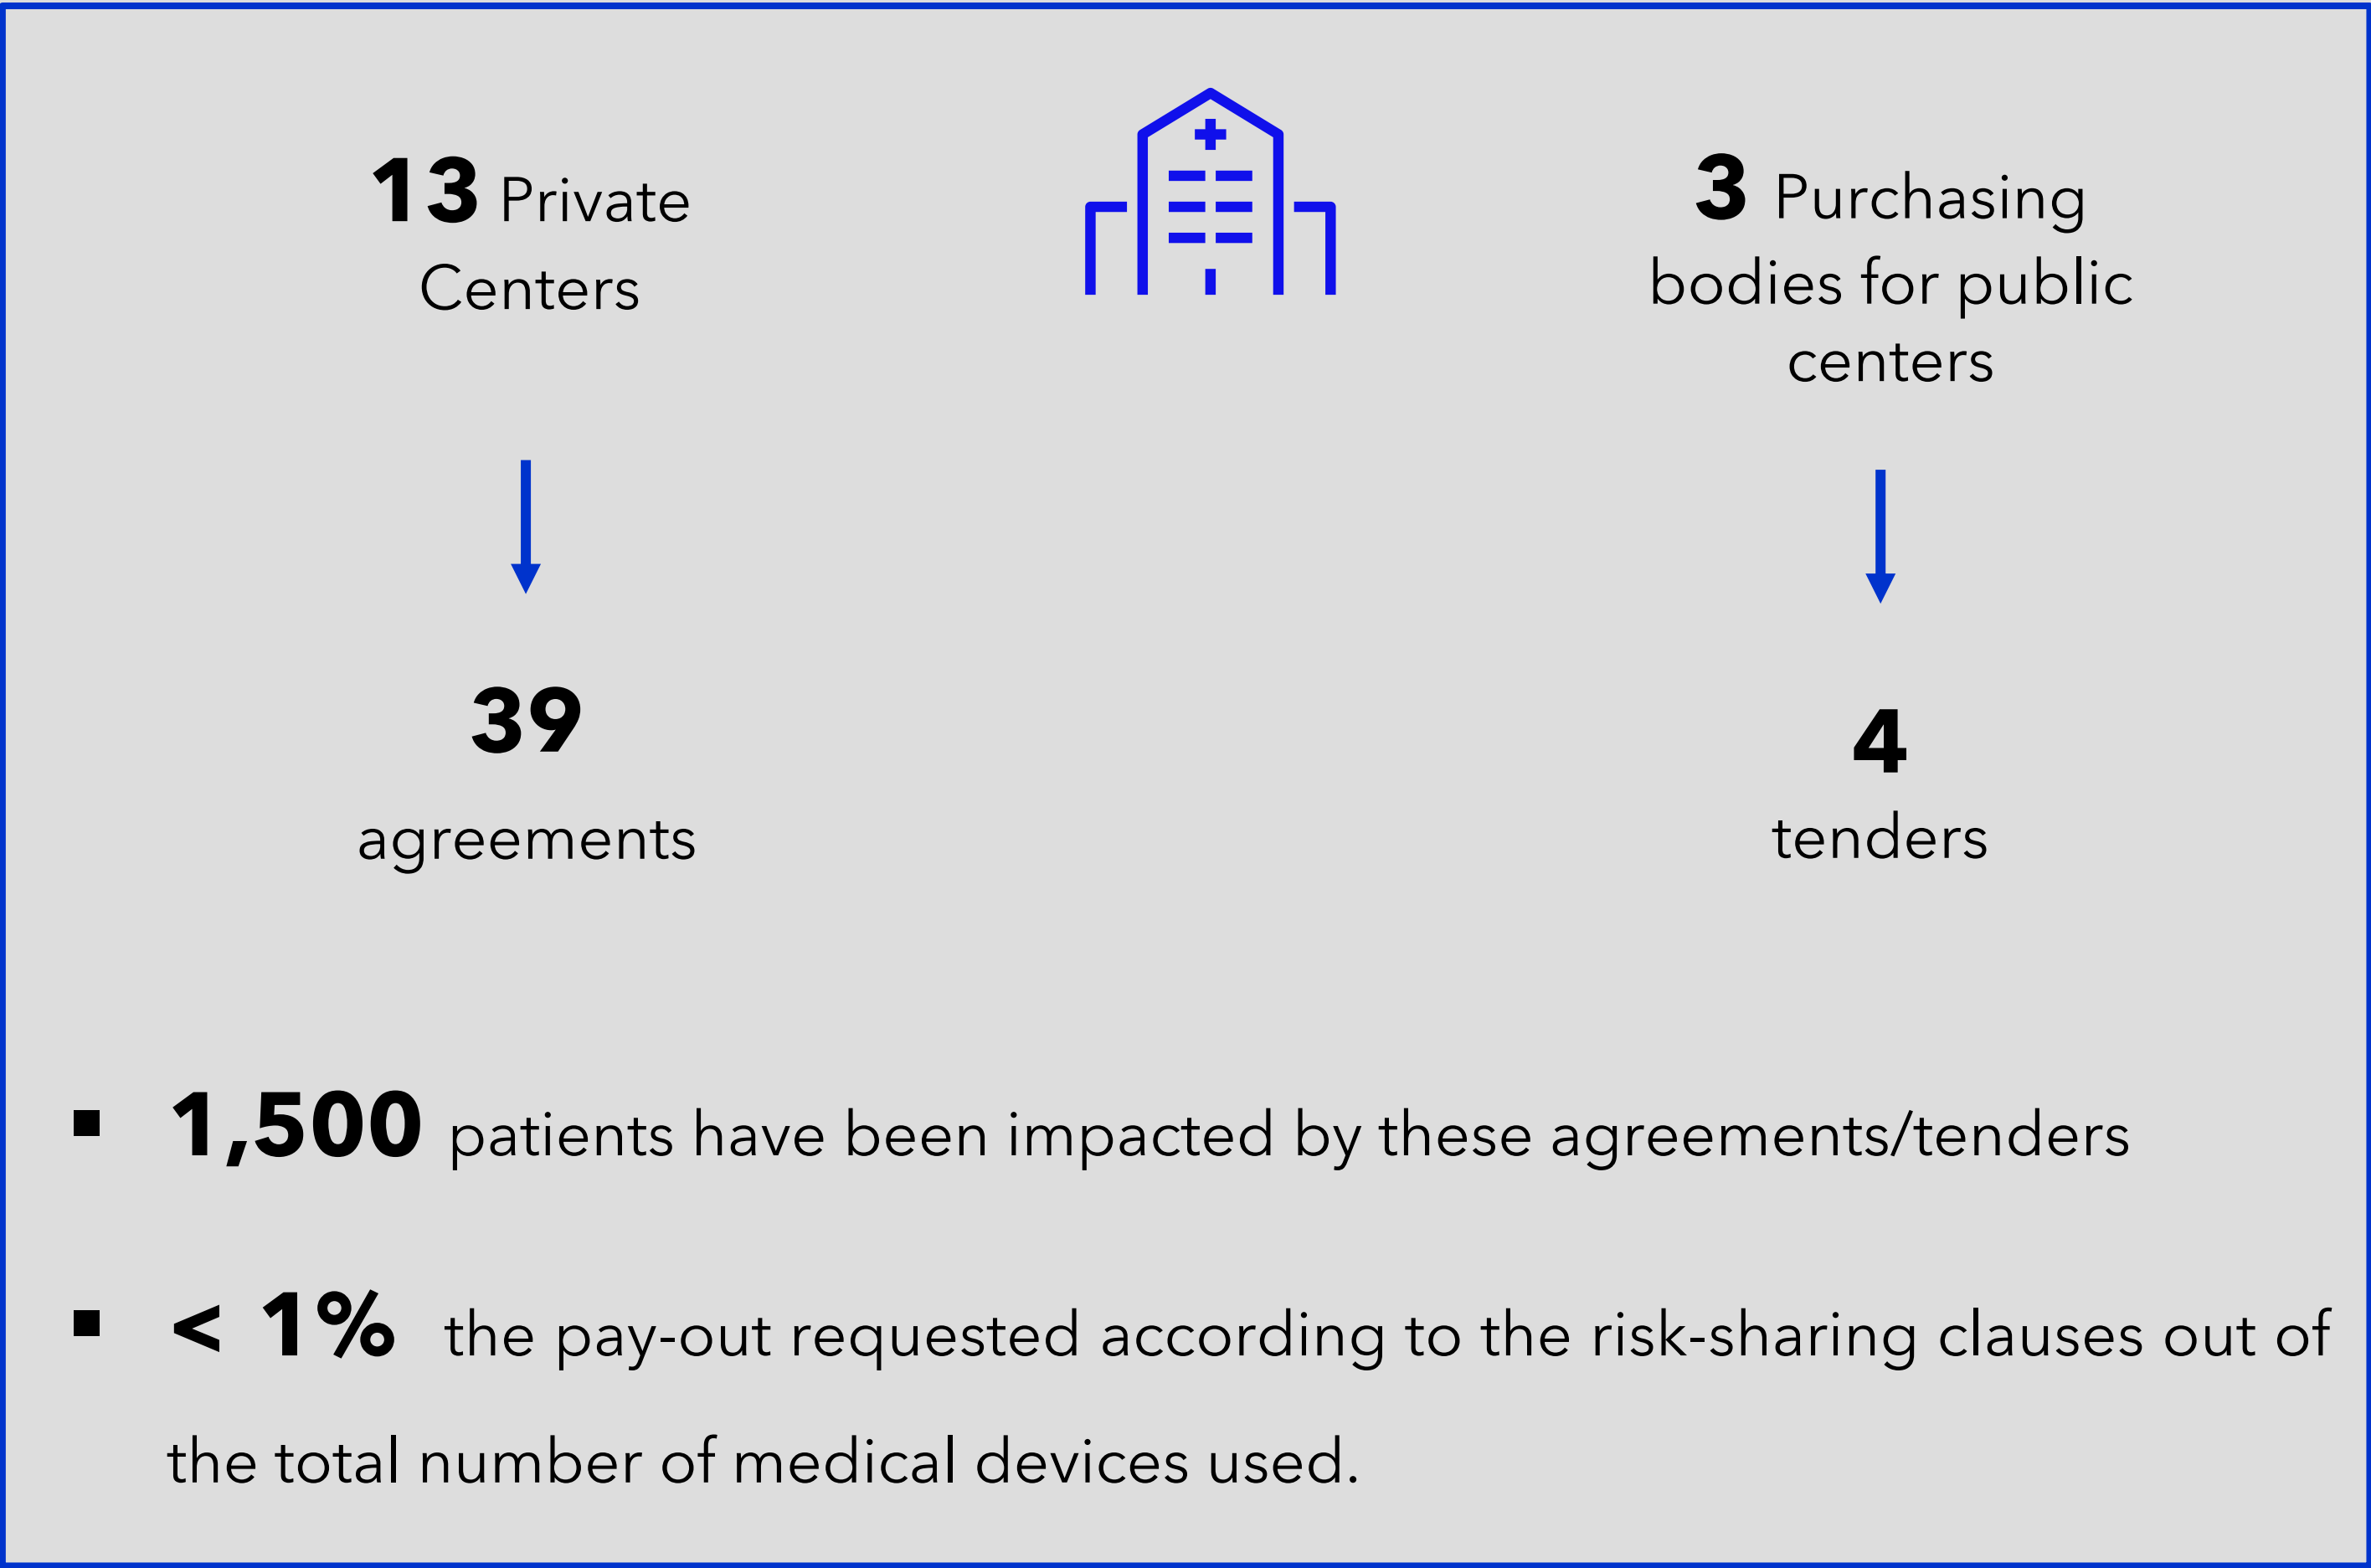 13 Private
Centers
3 Purchasing
bodies for public
centers
39
agreements
4
tenders
▪ 1,500 patients have been impacted by these agreements/tenders
▪ < 1% the pay-out requested according to the risk-sharing clauses out of
the total number of medical devices used.